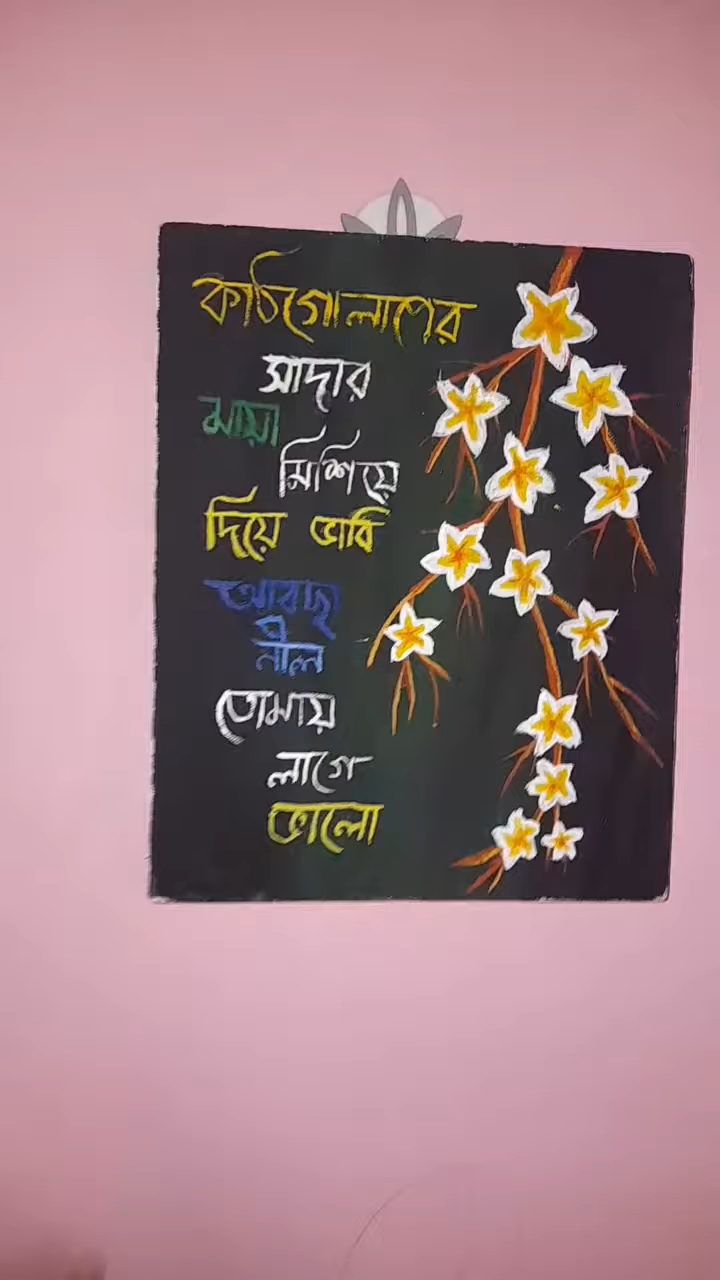 কাঠগোলাপের
সাদার
মায়া
মিশিয়ে
দিয়ে ভাবি
আবছা
নীল
তোমায়
লাগে
ভালো